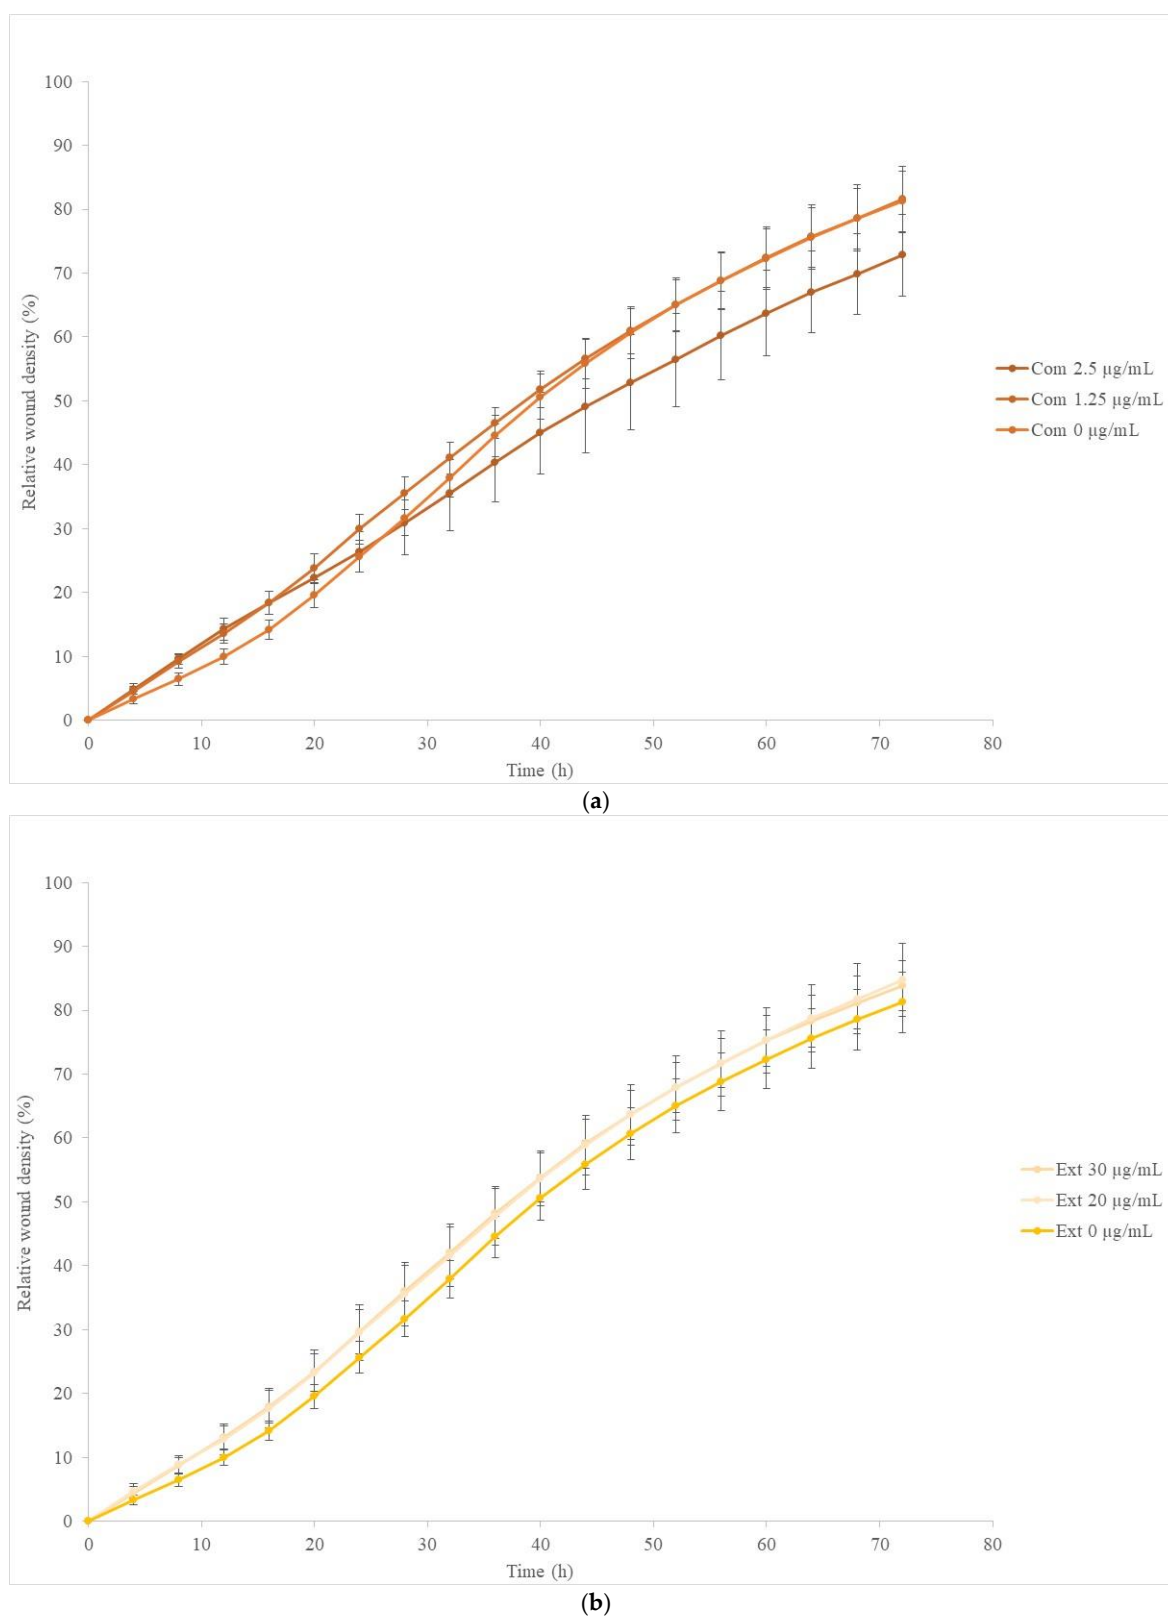 100
90
80
70
60
50
40
30
20
10
0
Relative wound density (%)
0 10 20 30 40 50 60 70 80
Time (h)
Com 2.5 µg/mL
Com 1.25 µg/mL
Com 0 µg/mL
(a)
100
90
80
70
60
50
40
30
20
10
0
Relative wound density (%)
0 10 20 30 40 50 60 70 80
Time (h)
Ext 30 µg/mL
Ext 20 µg/mL
Ext 0 µg/mL
(b)